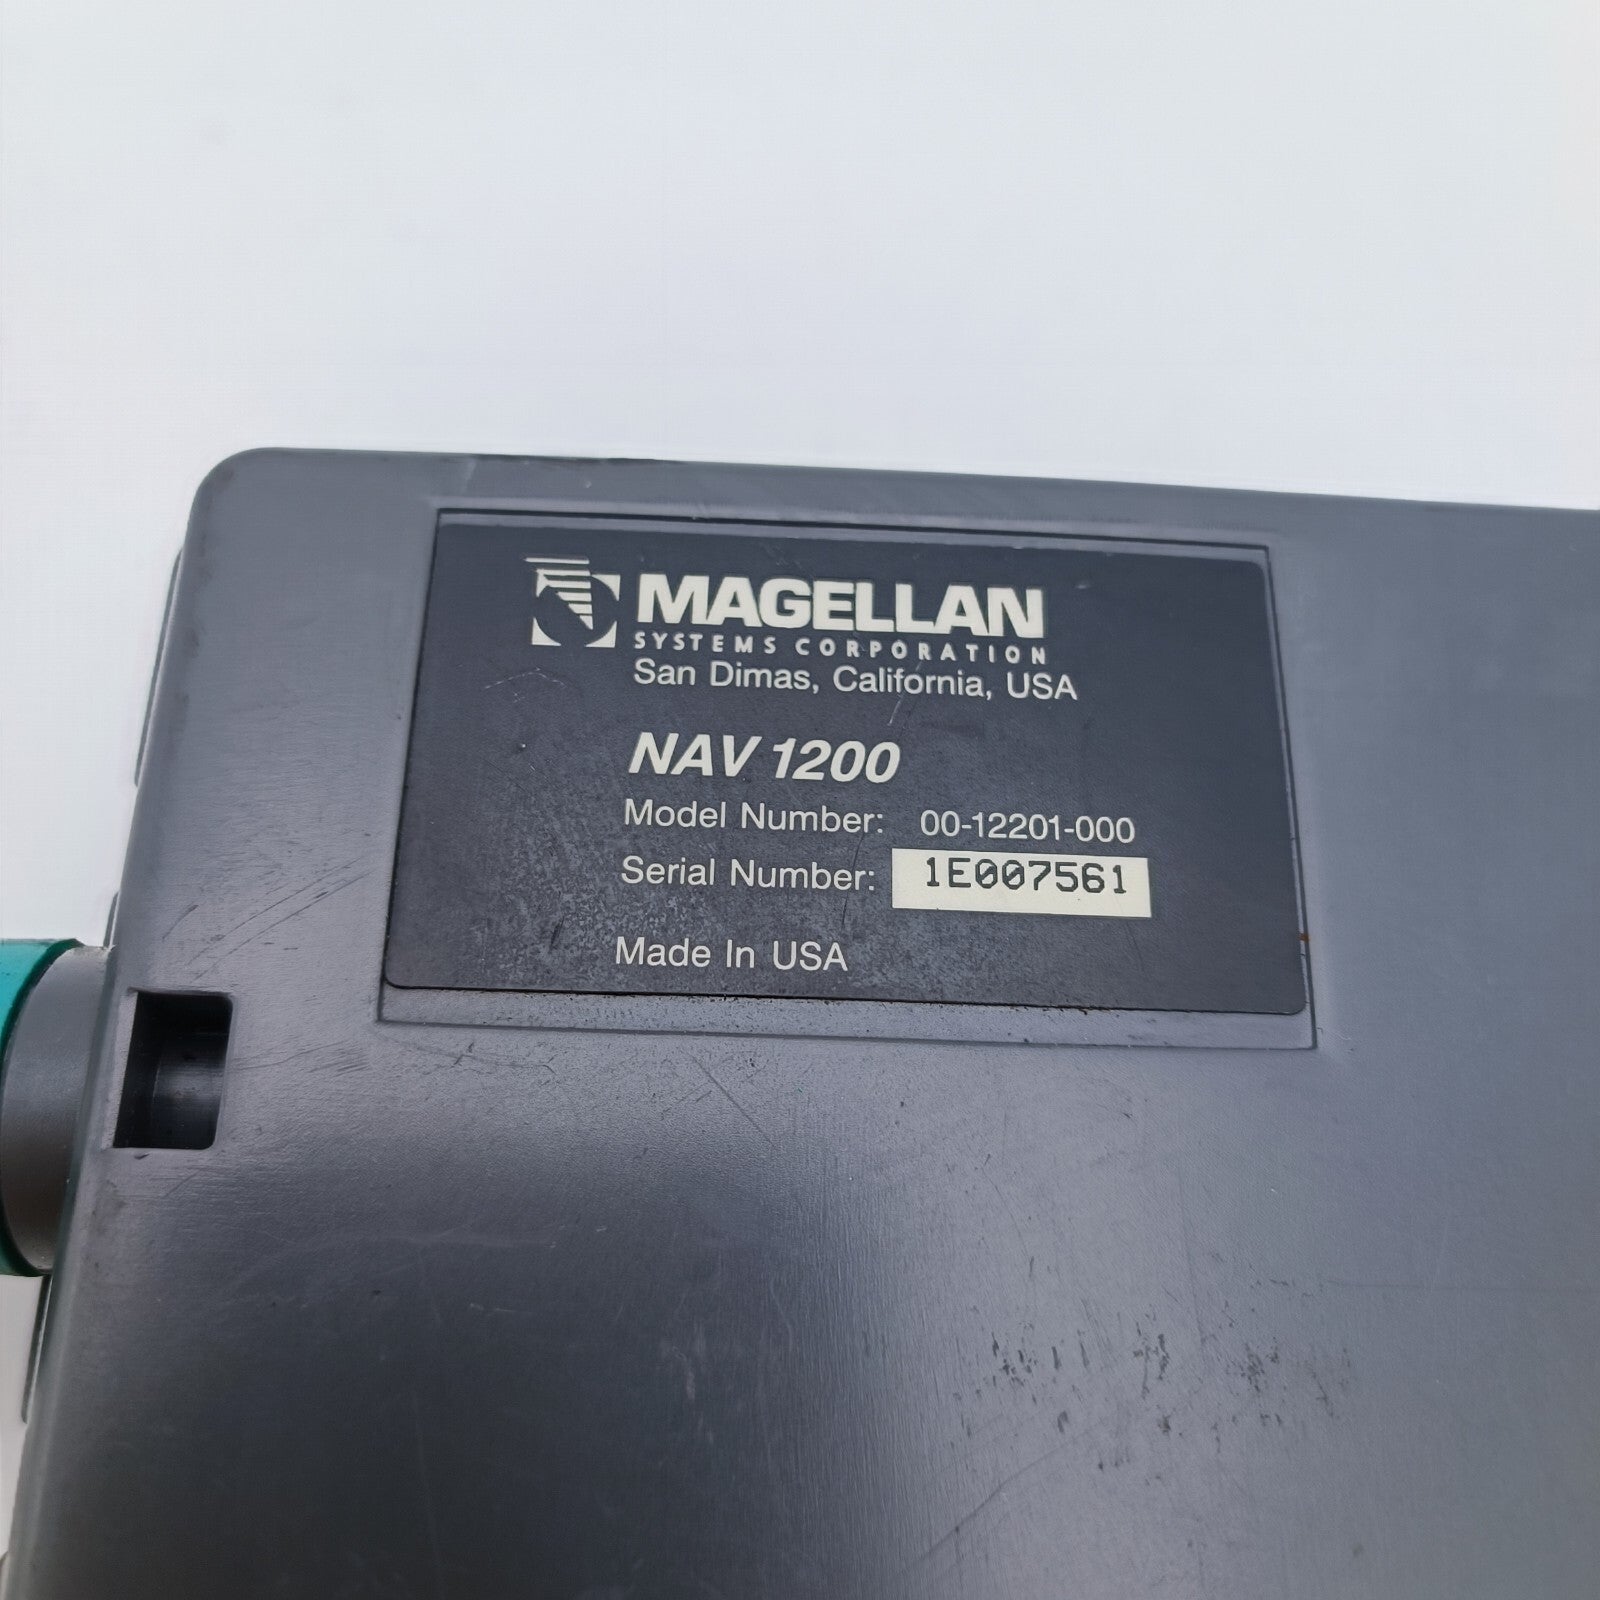 MAGELLAN
SYSTEMS CORPORATION
San Dimas, California, USA
NAV 1200
Model Number: 00-12201-000
Serial Number: 1E007561
Made In USA